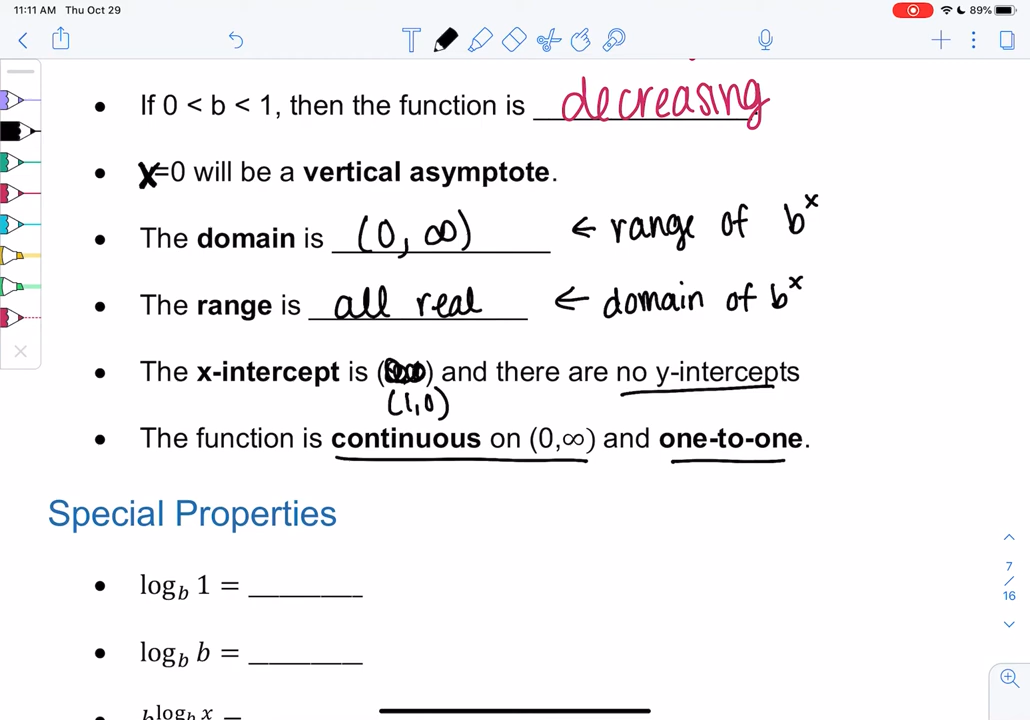 11:11 AM Thu Oct 29
89%
T
• If 0 < b < 1, then the function is decreasing
• x=0 will be a vertical asymptote.
• The domain is (0, ∞) ← range of b^x
• The range is all real ← domain of b^x
• The x-intercept is ( ) and there are no y-intercepts
(1,0)
• The function is continuous on (0,∞) and one-to-one.
Special Properties
• log_b 1 = ________
• log_b b = ________
• b^{log_b x} =
7
/
16